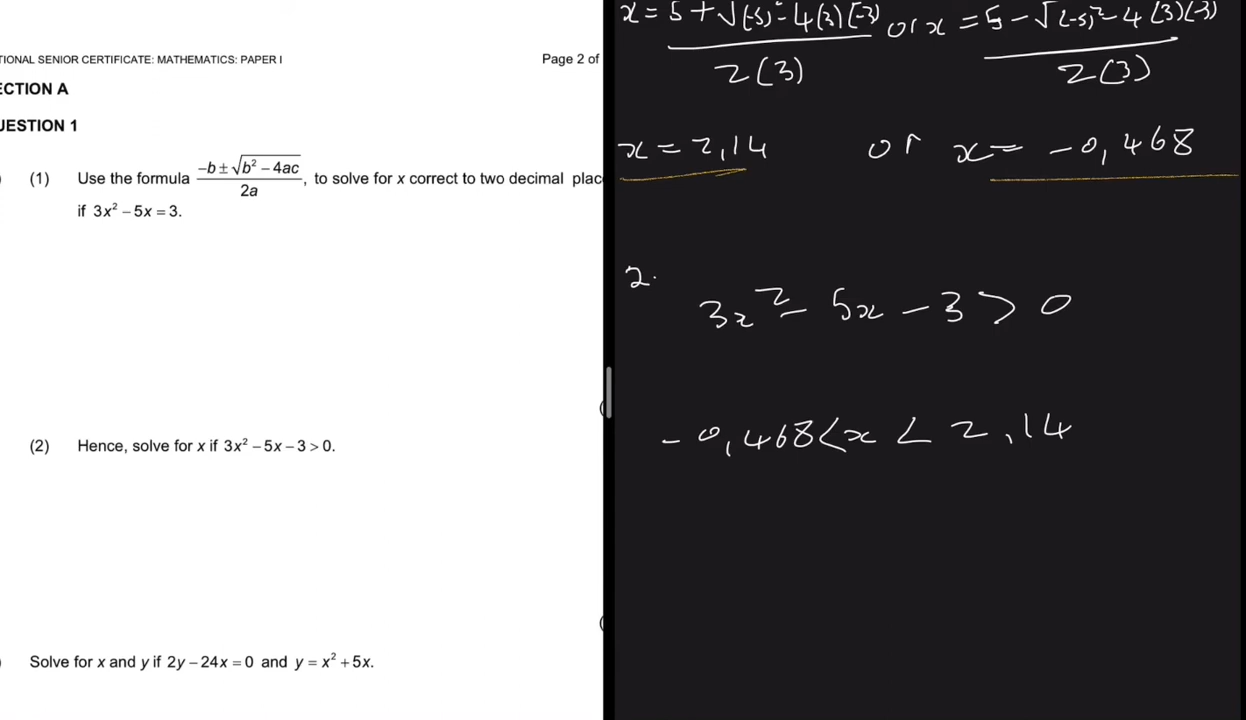 TIONAL SENIOR CERTIFICATE: MATHEMATICS: PAPER I Page 2 of
ECTION A
UESTION 1
(1) Use the formula (−b ± √(b² − 4ac))/2a, to solve for x correct to two decimal plac
if 3x² − 5x = 3.
(2) Hence, solve for x if 3x² − 5x − 3 > 0.
Solve for x and y if 2y − 24x = 0 and y = x² + 5x.
x = (5 + √(-5)² − 4(3)(-3))/2(3) or x = (5 − √(-5)² − 4(3)(-3))/2(3)
x = 2,14 or x = −0,468
2.
3x² − 5x − 3 > 0
−0,468 < x < 2,14